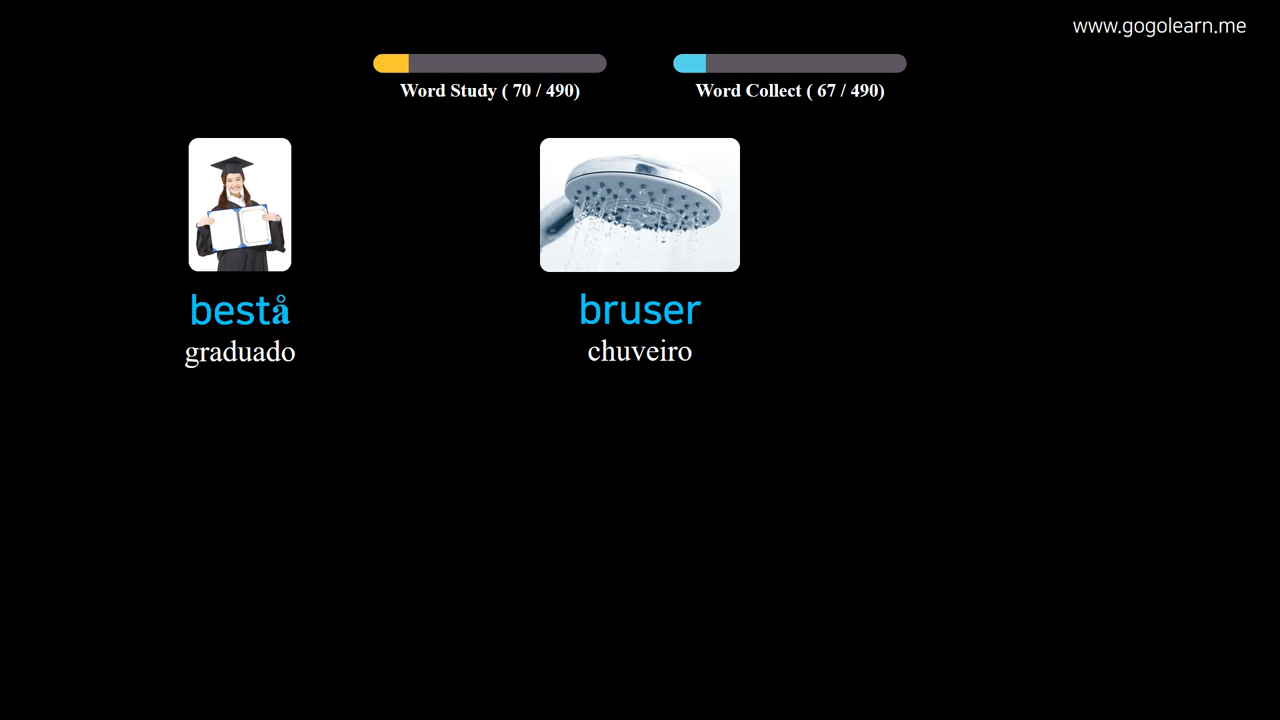 www.gogolearn.me
Word Study ( 70 / 490)
Word Collect ( 67 / 490)
bestå
bruser
graduado
chuveiro